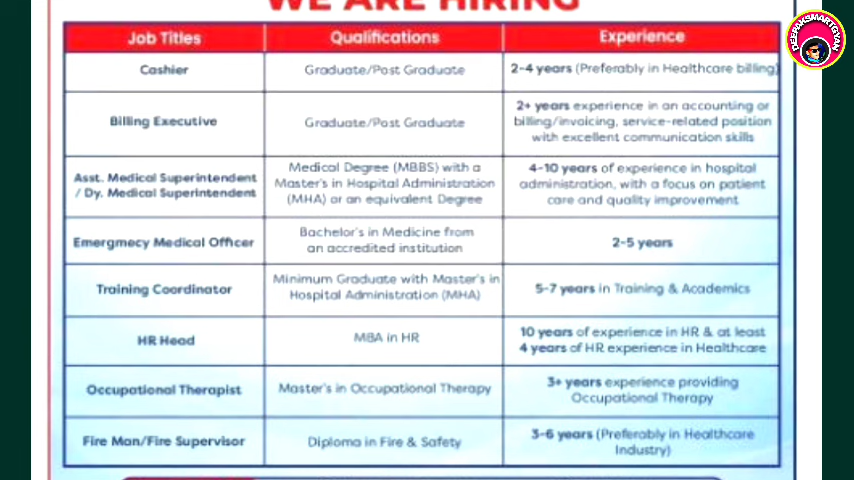 WE ARE HIRING
Job Titles
Qualifications
Experience
Cashier
Graduate/Post Graduate
2-4 years (Preferably in Healthcare billing)
Billing Executive
Graduate/Post Graduate
2+ years experience in an accounting or
billing/invoicing, service-related position
with excellent communication skills
Asst. Medical Superintendent
/ Dy. Medical Superintendent
Medical Degree (MBBS) with a
Master's in Hospital Administration
(MHA) or an equivalent Degree
4-10 years of experience in hospital
administration, with a focus on patient
care and quality improvement
Emergmecy Medical Officer
Bachelor's in Medicine from
an accredited institution
2-5 years
Training Coordinator
Minimum Graduate with Master's in
Hospital Administration (MHA)
5-7 years in Training & Academics
HR Head
MBA in HR
10 years of experience in HR & at least
4 years of HR experience in Healthcare
Occupational Therapist
Master's in Occupational Therapy
3+ years experience providing
Occupational Therapy
Fire Man/Fire Supervisor
Diploma in Fire & Safety
3-6 years (Preferably in Healthcare
Industry)
DEEPAKSMARTGYAN